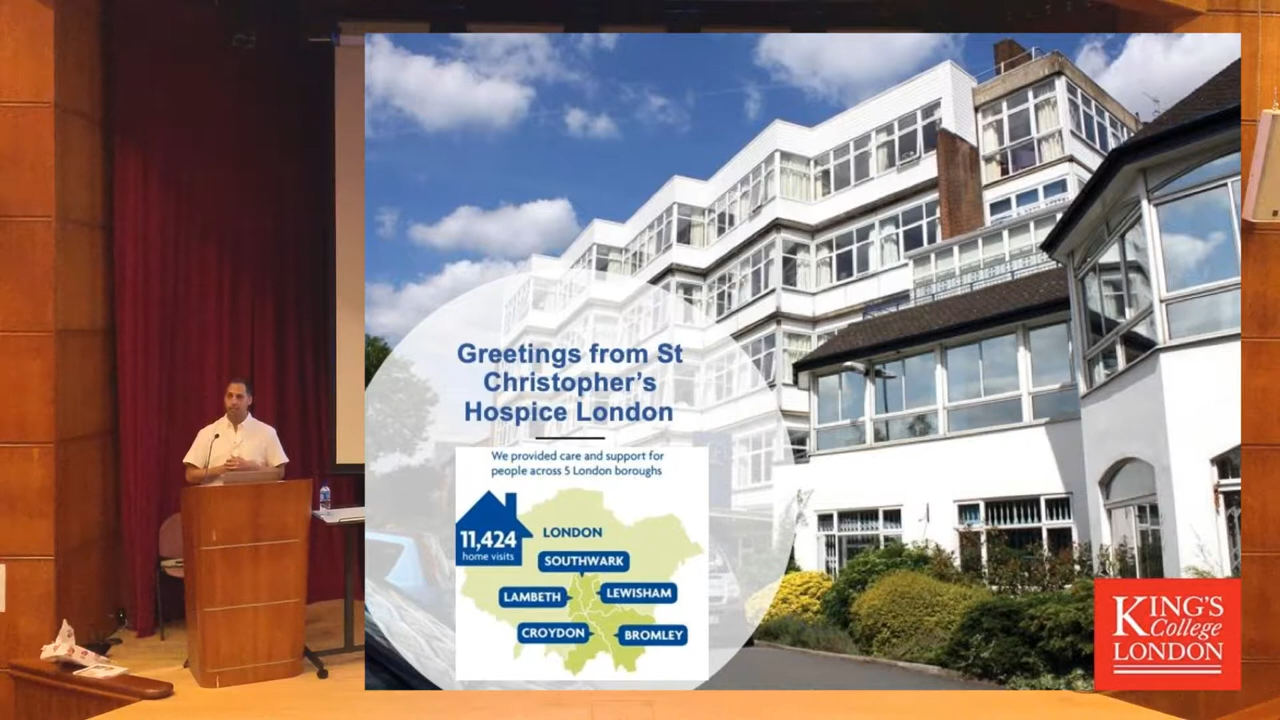 Greetings from St
Christopher's
Hospice London
We provided care and support for
people across 5 London boroughs
11,424
home visits
LONDON
SOUTHWARK
LAMBETH
LEWISHAM
CROYDON
BROMLEY
KING'S
College
LONDON